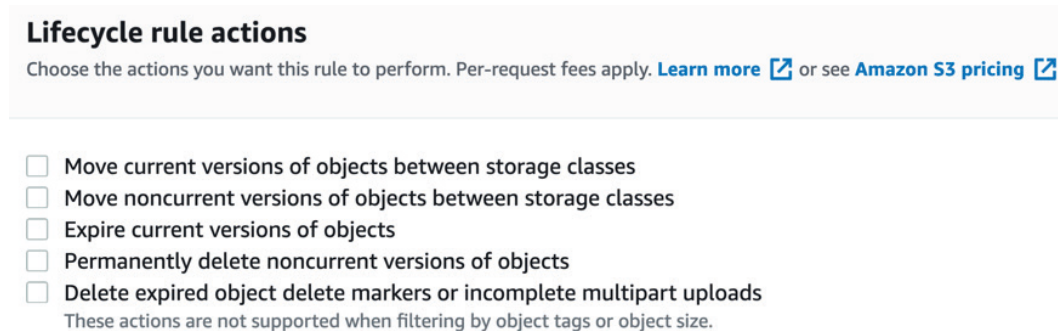 Lifecycle rule actions
Choose the actions you want this rule to perform. Per-request fees apply. Learn more or see Amazon S3 pricing
Move current versions of objects between storage classes
Move noncurrent versions of objects between storage classes
Expire current versions of objects
Permanently delete noncurrent versions of objects
Delete expired object delete markers or incomplete multipart uploads
These actions are not supported when filtering by object tags or object size.